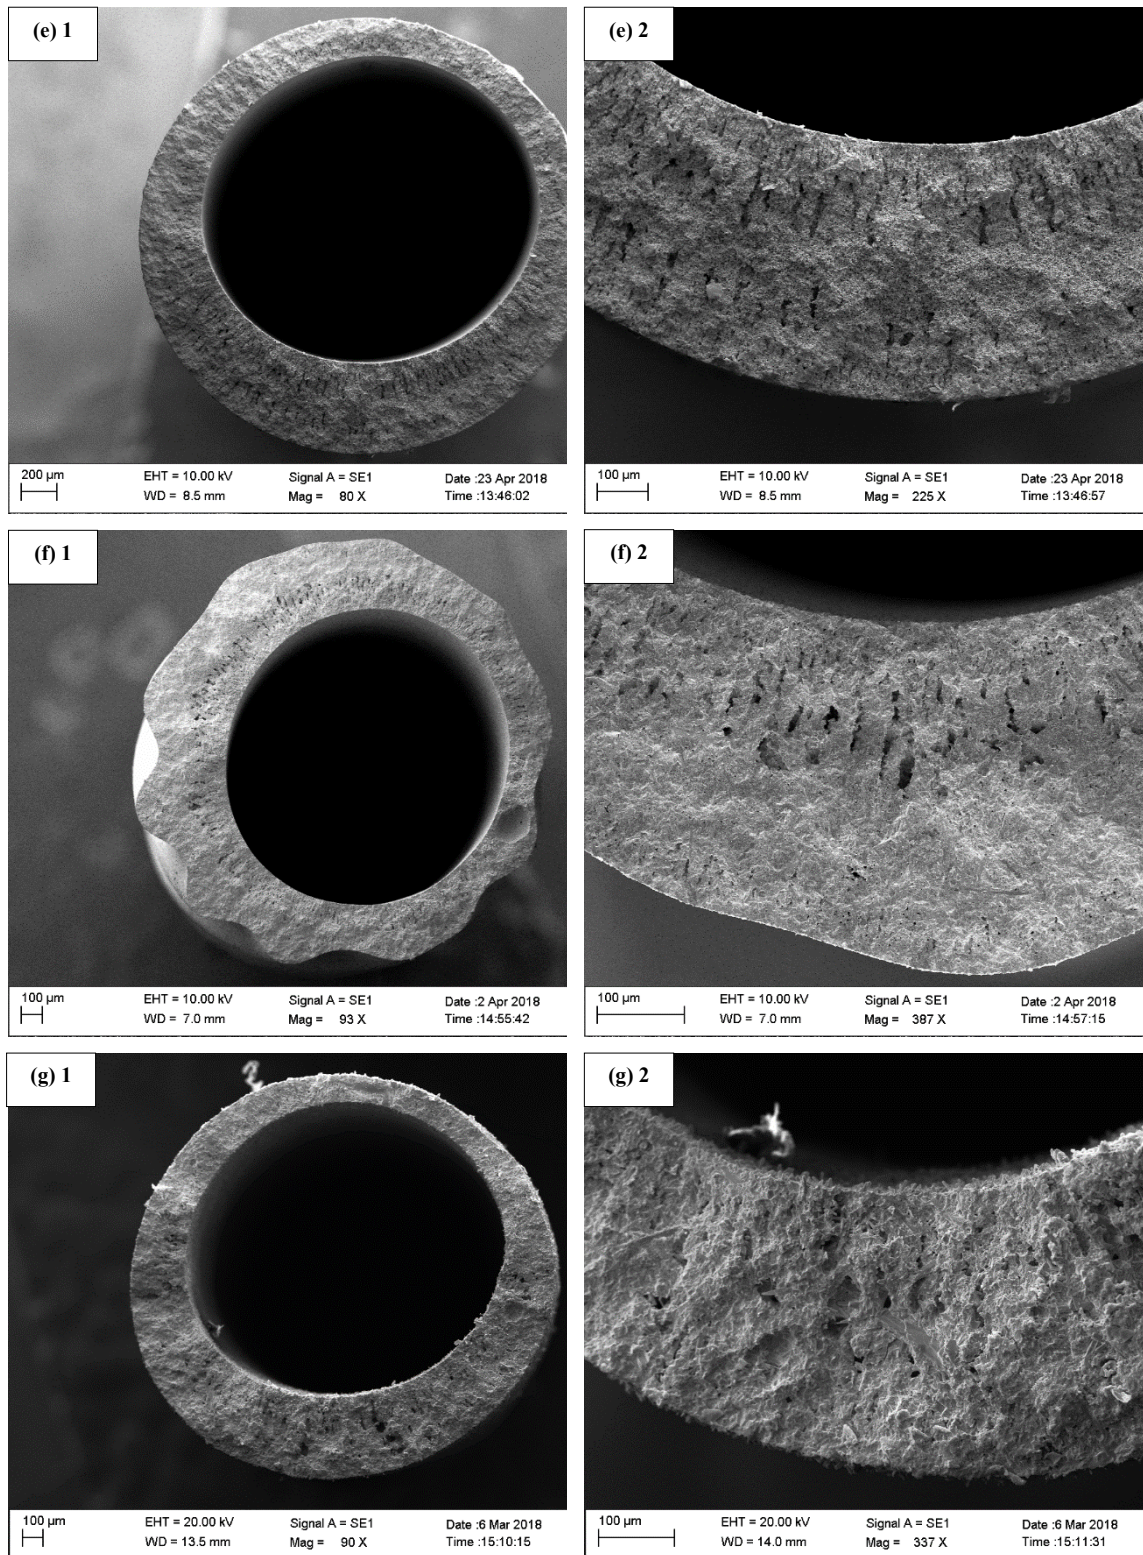 (e) 1
200 µm
EHT = 10.00 kV
WD = 8.5 mm
Signal A = SE1
Mag = 80 X
Date :23 Apr 2018
Time :13:46:02
(e) 2
100 µm
EHT = 10.00 kV
WD = 8.5 mm
Signal A = SE1
Mag = 225 X
Date :23 Apr 2018
Time :13:46:57
(f) 1
100 µm
EHT = 10.00 kV
WD = 7.0 mm
Signal A = SE1
Mag = 93 X
Date :2 Apr 2018
Time :14:55:42
(f) 2
100 µm
EHT = 10.00 kV
WD = 7.0 mm
Signal A = SE1
Mag = 387 X
Date :2 Apr 2018
Time :14:57:15
(g) 1
100 µm
EHT = 20.00 kV
WD = 13.5 mm
Signal A = SE1
Mag = 90 X
Date :6 Mar 2018
Time :15:10:15
(g) 2
100 µm
EHT = 20.00 kV
WD = 14.0 mm
Signal A = SE1
Mag = 337 X
Date :6 Mar 2018
Time :15:11:31